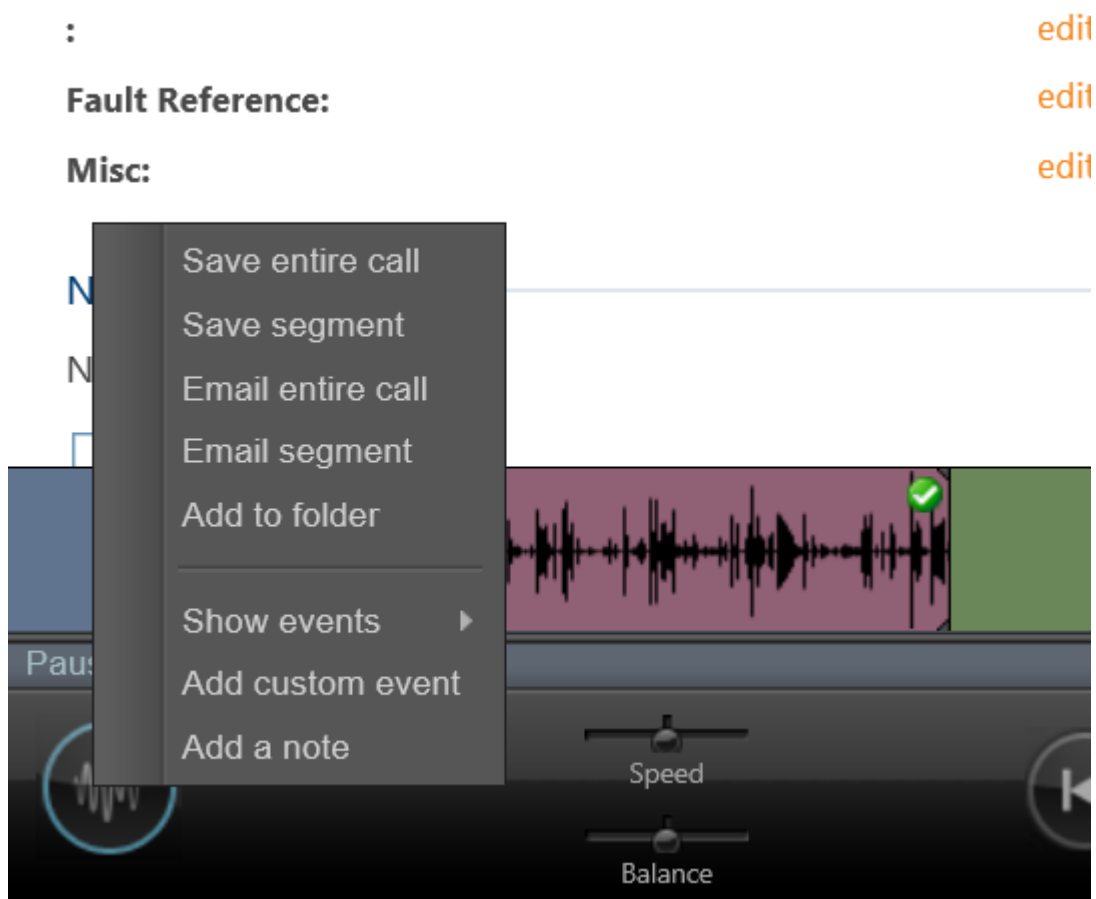 :
edit
Fault Reference:
edit
Misc:
edit
Save entire call
N
Save segment
N
Email entire call
Email segment
Add to folder
Show events
Paus
Add custom event
Add a note
Speed
Balance